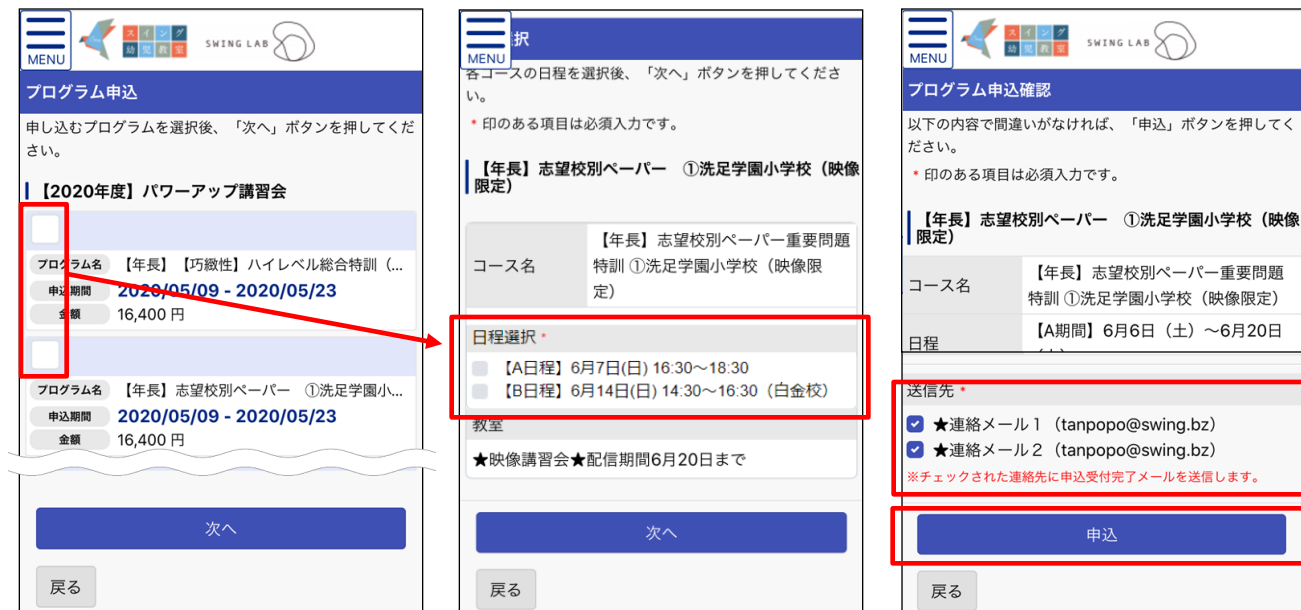 MENU
スイング
幼児教室
SWING LAB
プログラム申込
申し込むプログラムを選択後、「次へ」ボタンを押してくだ
さい。
【2020年度】パワーアップ講習会
プログラム名 【年長】【巧緻性】ハイレベル総合特訓（...
申込期間 2020/05/09 - 2020/05/23
金額 16,400 円
プログラム名 【年長】志望校別ペーパー ①洗足学園小...
申込期間 2020/05/09 - 2020/05/23
金額 16,400 円
次へ
戻る
MENU
択
各コースの日程を選択後、「次へ」ボタンを押してくださ
い。
* 印のある項目は必須入力です。
【年長】志望校別ペーパー ①洗足学園小学校（映像
限定）
コース名
【年長】志望校別ペーパー重要問題
特訓 ①洗足学園小学校（映像限
定）
日程選択 *
【A日程】6月7日(日) 16:30～18:30
【B日程】6月14日(日) 14:30～16:30（白金校）
教室
★映像講習会★配信期間6月20日まで
次へ
戻る
MENU
スイング
幼児教室
SWING LAB
プログラム申込確認
以下の内容で間違いがなければ、「申込」ボタンを押してく
ださい。
* 印のある項目は必須入力です。
【年長】志望校別ペーパー ①洗足学園小学校（映像
限定）
コース名
【年長】志望校別ペーパー重要問題
特訓 ①洗足学園小学校（映像限定）
日程
【A期間】6月6日（土）～6月20日
送信先 *
★連絡メール１（tanpopo@swing.bz）
★連絡メール２（tanpopo@swing.bz）
※チェックされた連絡先に申込受付完了メールを送信します。
申込
戻る